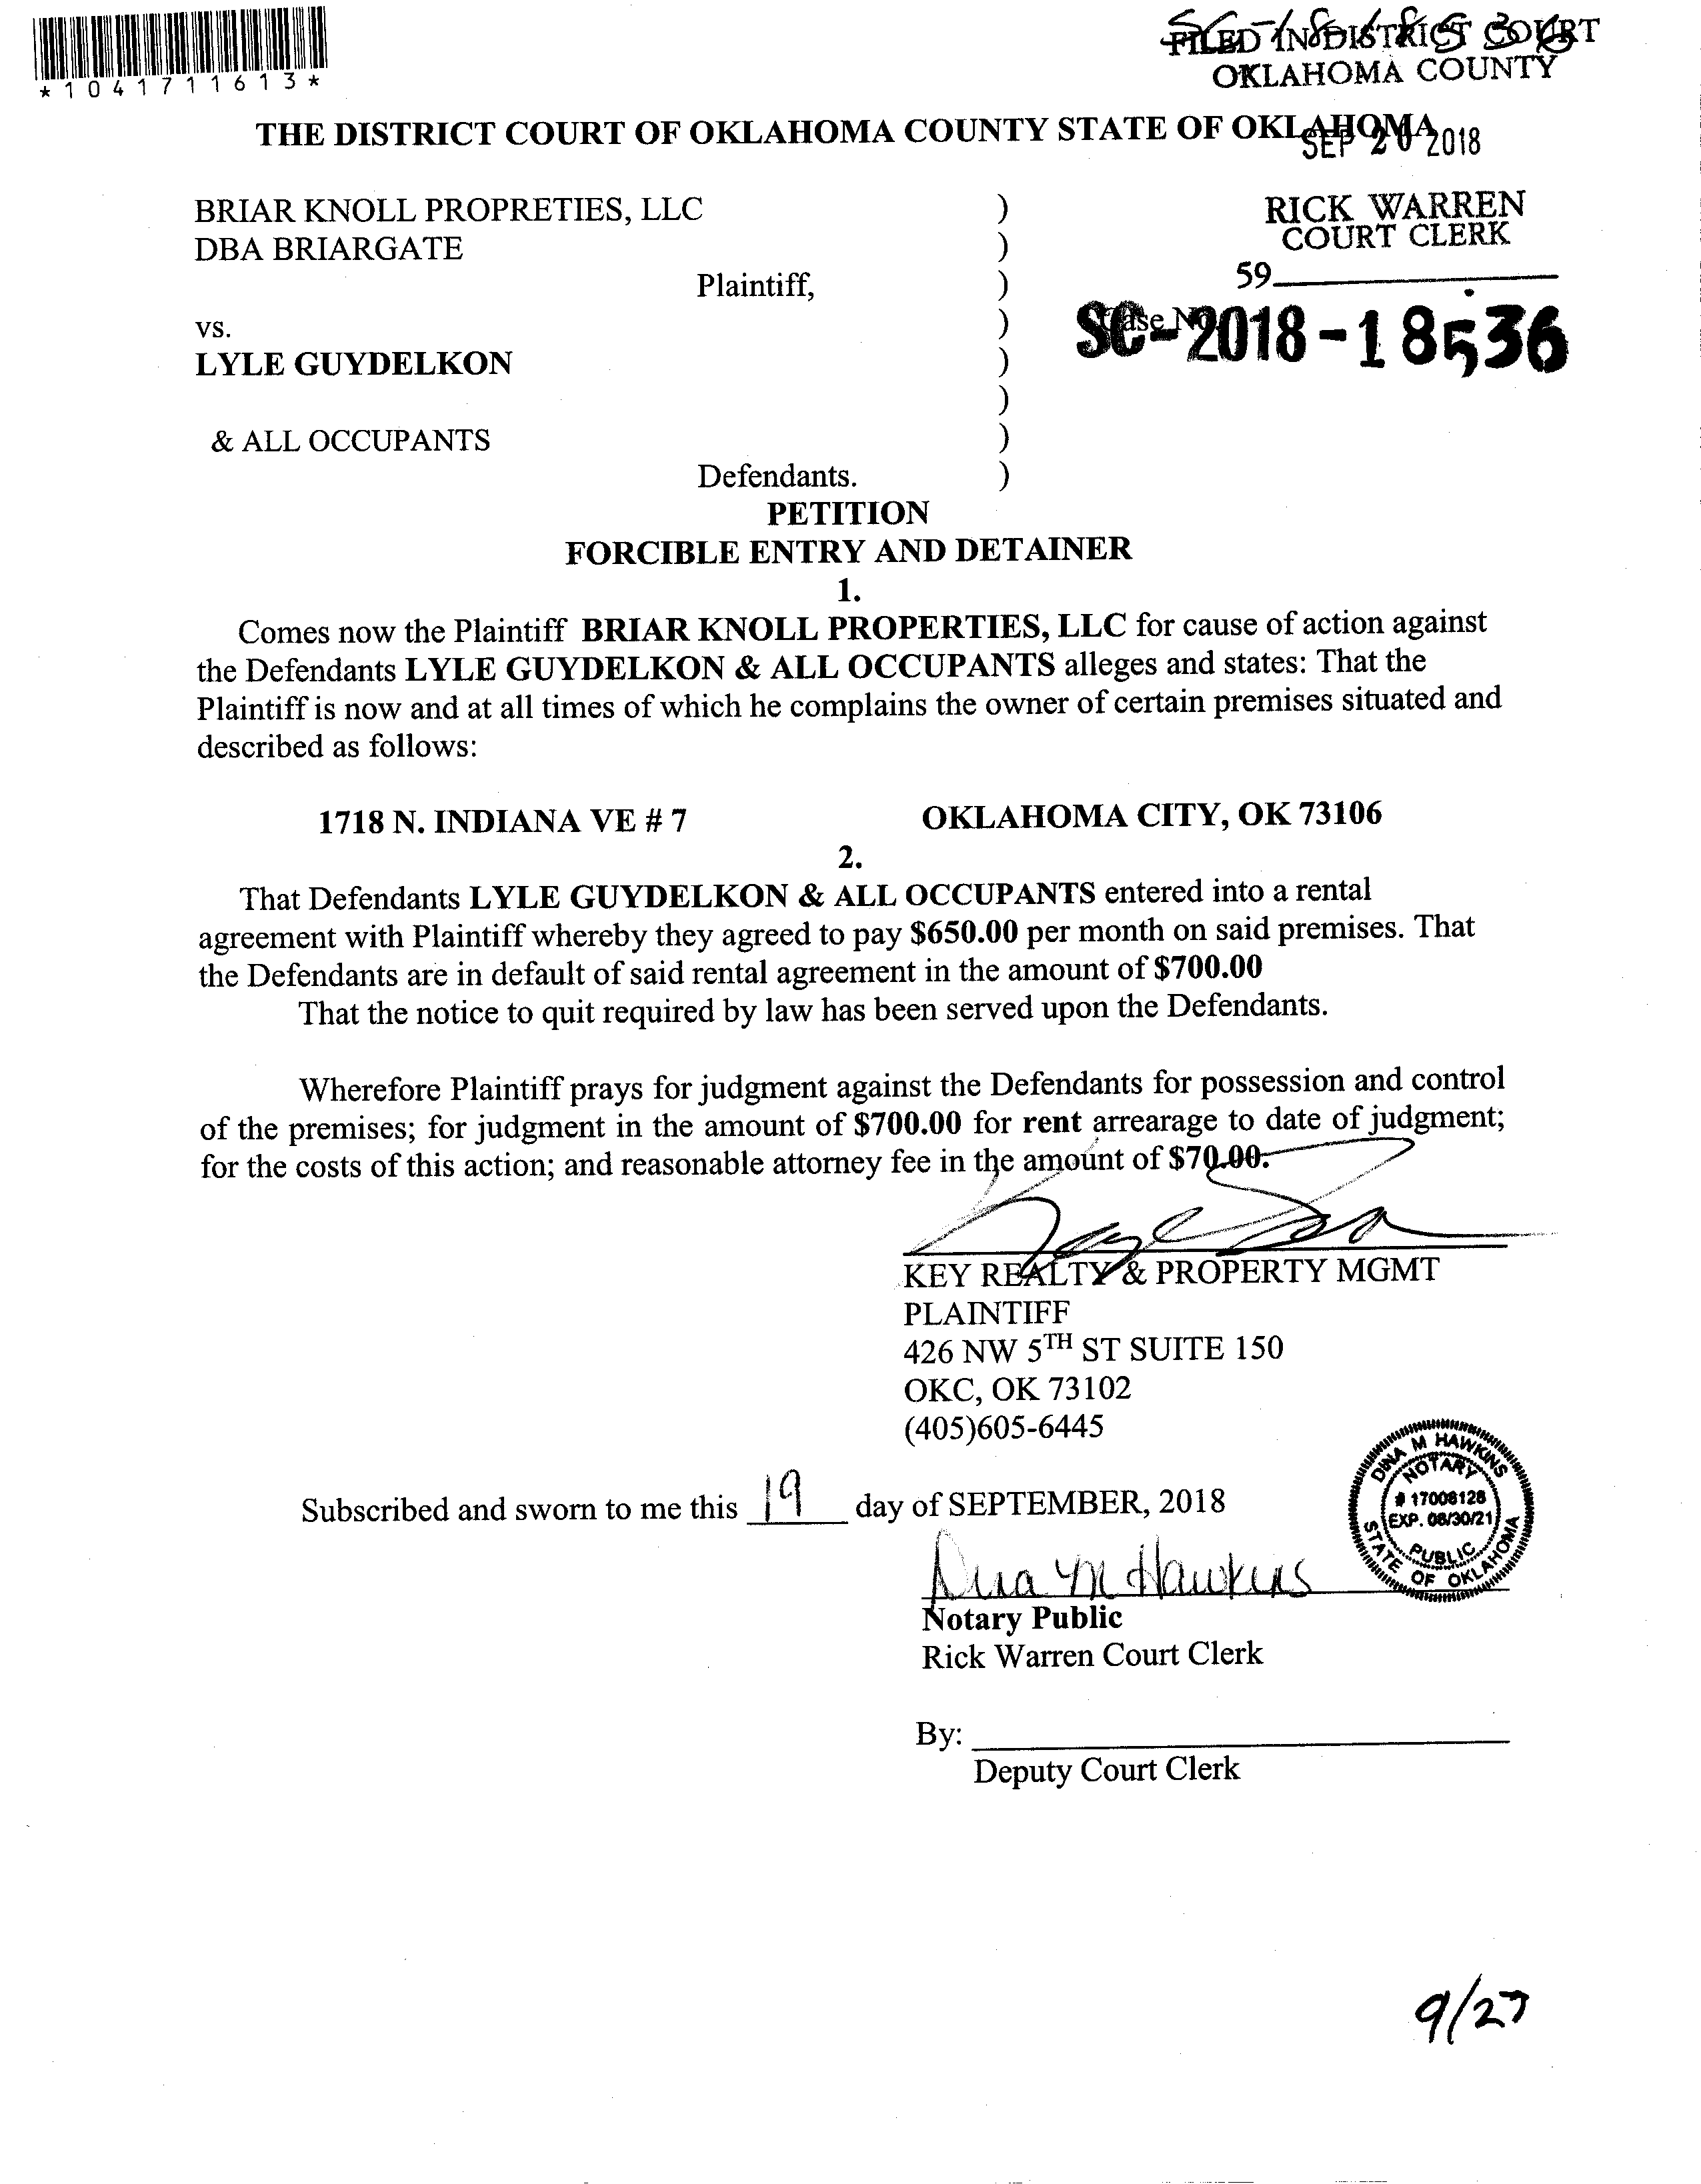 *1041711613*
SC-18-18536
FILED IN DISTRICT COURT
OKLAHOMA COUNTY
THE DISTRICT COURT OF OKLAHOMA COUNTY STATE OF OKLAHOMA
SEP 20 2018
BRIAR KNOLL PROPRETIES, LLC )
DBA BRIARGATE )
Plaintiff, )
RICK WARREN
COURT CLERK
59
vs. )
Case No.
SC-2018-18536
LYLE GUYDELKON )
)
& ALL OCCUPANTS )
Defendants. )
PETITION
FORCIBLE ENTRY AND DETAINER
1.
Comes now the Plaintiff BRIAR KNOLL PROPERTIES, LLC for cause of action against
the Defendants LYLE GUYDELKON & ALL OCCUPANTS alleges and states: That the
Plaintiff is now and at all times of which he complains the owner of certain premises situated and
described as follows:
1718 N. INDIANA VE # 7 OKLAHOMA CITY, OK 73106
2.
That Defendants LYLE GUYDELKON & ALL OCCUPANTS entered into a rental
agreement with Plaintiff whereby they agreed to pay $650.00 per month on said premises. That
the Defendants are in default of said rental agreement in the amount of $700.00
That the notice to quit required by law has been served upon the Defendants.
Wherefore Plaintiff prays for judgment against the Defendants for possession and control
of the premises; for judgment in the amount of $700.00 for rent arrearage to date of judgment;
for the costs of this action; and reasonable attorney fee in the amount of $70.00.
KEY REALTY & PROPERTY MGMT
PLAINTIFF
426 NW 5TH ST SUITE 150
OKC, OK 73102
(405)605-6445
Subscribed and sworn to me this 19 day of SEPTEMBER, 2018
DINA M HAWKINS
NOTARY
# 17008128
EXP. 08/30/21
PUBLIC
STATE OF OKLAHOMA
Dina M Hawkins
Notary Public
Rick Warren Court Clerk
By:
Deputy Court Clerk
9/27